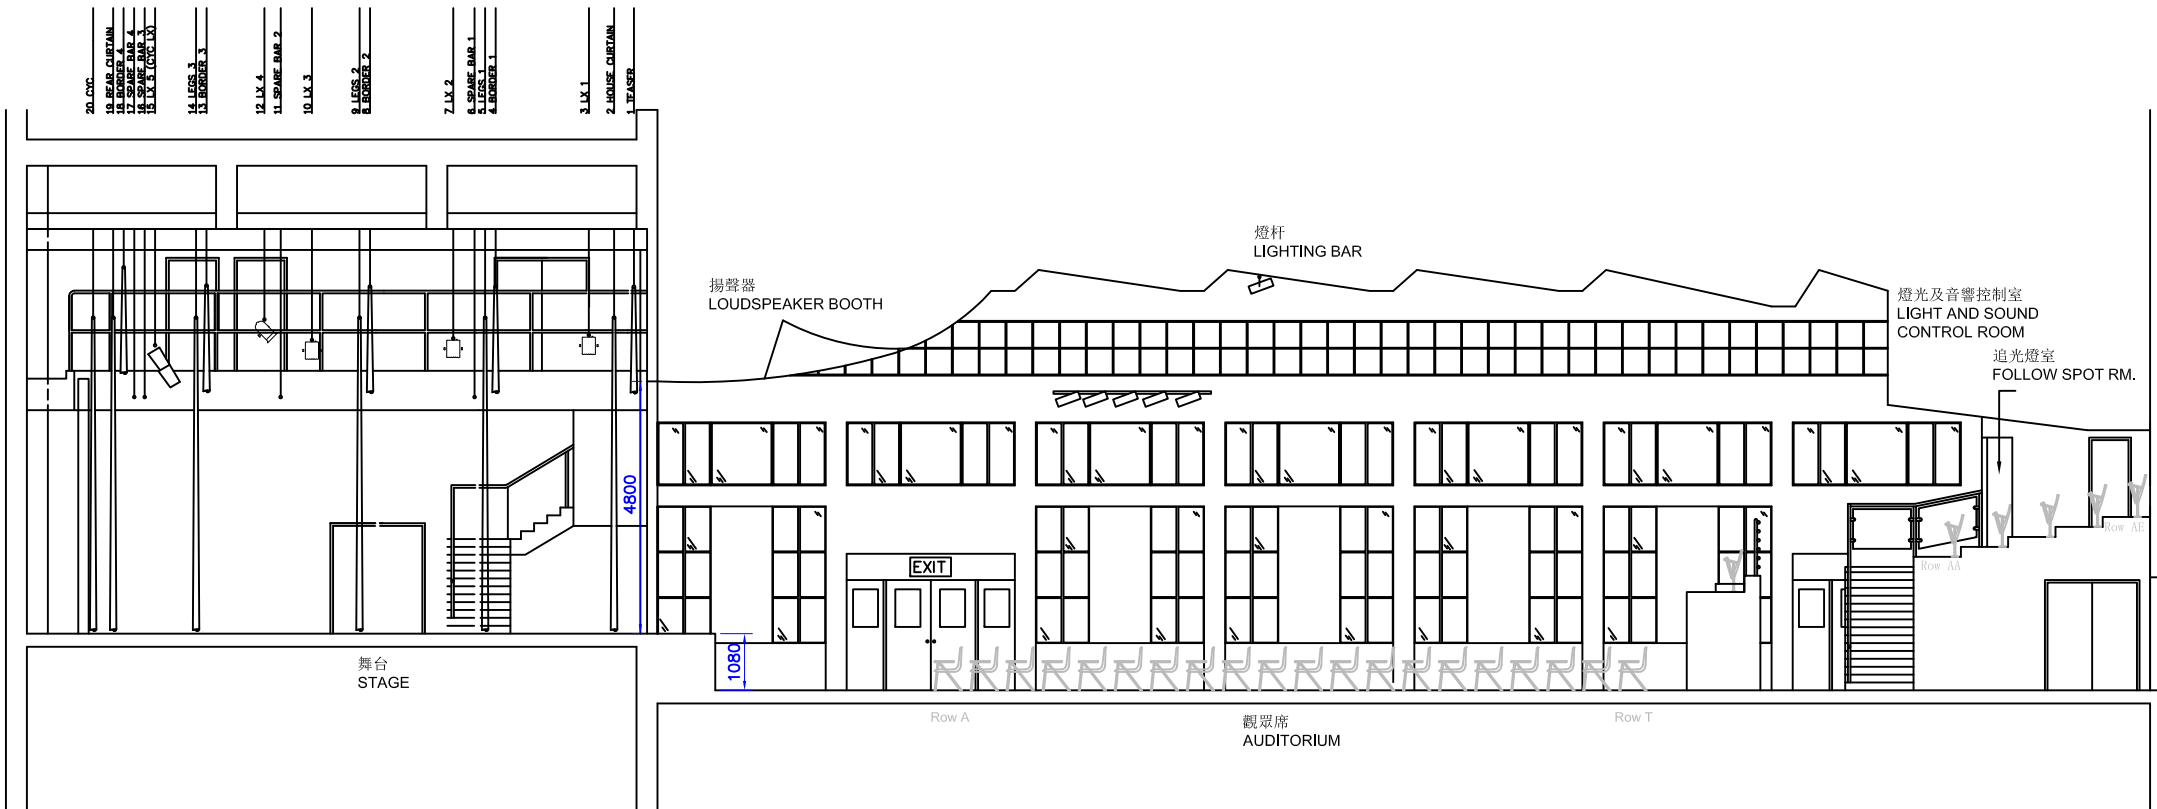 20 CYC
19 REAR CURTAIN
18 BORDER 4
17 SPARE BAR 4
16 SPARE BAR 3
15 LX 5 (CYC LX)
14 LEGS 3
13 BORDER 3
12 LX 4
11 SPARE BAR 2
10 LX 3
9 LEGS 2
8 BORDER 2
7 LX 2
6 SPARE BAR 1
5 LEGS 1
4 BORDER 1
3 LX 1
2 HOUSE CURTAIN
1 TEASER
燈杆
LIGHTING BAR
揚聲器
LOUDSPEAKER BOOTH
燈光及音響控制室
LIGHT AND SOUND
CONTROL ROOM
追光燈室
FOLLOW SPOT RM.
4800
Row AE
EXIT
Row AA
1080
舞台
STAGE
Row A
觀眾席
AUDITORIUM
Row T